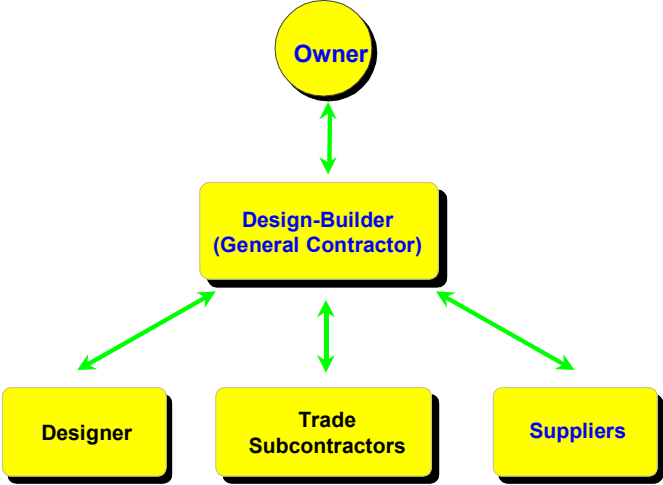 Owner
Design-Builder
(General Contractor)
Designer
Trade
Subcontractors
Suppliers